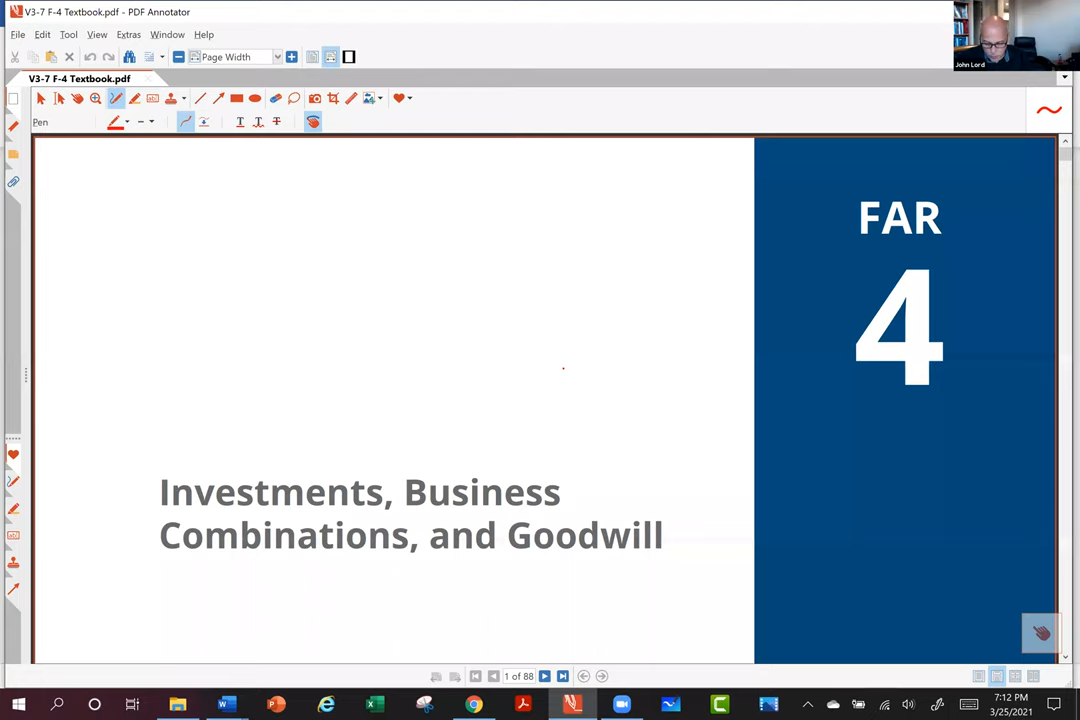 V3-7 F-4 Textbook.pdf - PDF Annotator
John Lord
File Edit Tool View Extras Window Help
Page Width
V3-7 F-4 Textbook.pdf
Pen
FAR
4
Investments, Business
Combinations, and Goodwill
1 of 88
7:12 PM
3/25/2021